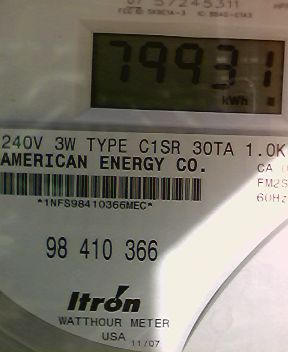 57245311
79931
kWh
240V 3W TYPE C1SR 30TA 1.0K
AMERICAN ENERGY CO.
CA
*1NFS98410366MEC*
FM2S
60Hz
98 410 366
Itron
WATTHOUR METER
USA 11/07